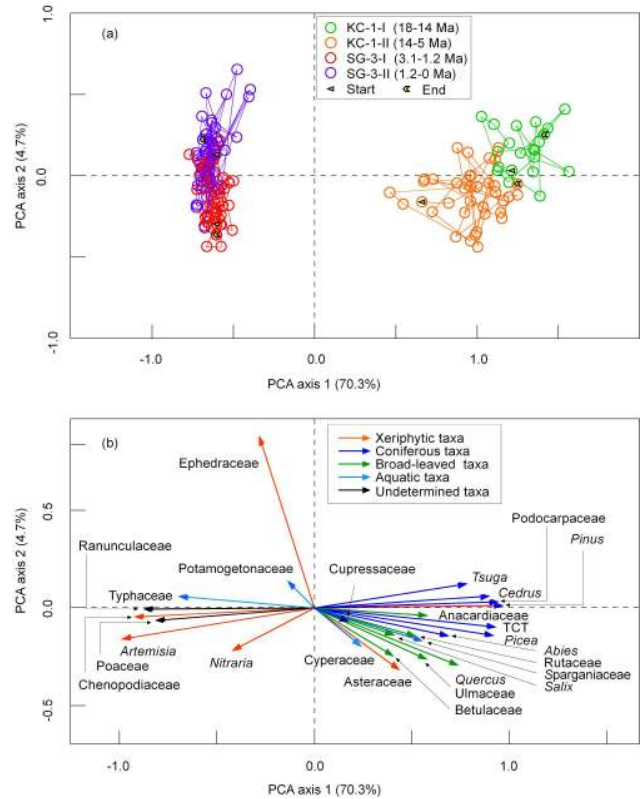 (a)
KC-1-I (18-14 Ma)
KC-1-II (14-5 Ma)
SG-3-I (3.1-1.2 Ma)
SG-3-II (1.2-0 Ma)
Start End
PCA axis 2 (4.7%)
1.0
0.0
-1.0
-1.0 0.0 1.0
PCA axis 1 (70.3%)
(b)
Xeriphytic taxa
Coniferous taxa
Broad-leaved taxa
Aquatic taxa
Undetermined taxa
PCA axis 2 (4.7%)
0.5
0.0
-0.5
Ephedraceae
Podocarpaceae
Pinus
Ranunculaceae
Potamogetonaceae
Cupressaceae
Tsuga
Cedrus
Typhaceae
Anacardiaceae
TCT
Artemisia
Nitraria
Picea
Abies
Poaceae
Cyperaceae
Rutaceae
Chenopodiaceae
Asteraceae
Quercus
Sparganiaceae
Ulmaceae
Salix
Betulaceae
-1.0 0.0 1.0
PCA axis 1 (70.3%)